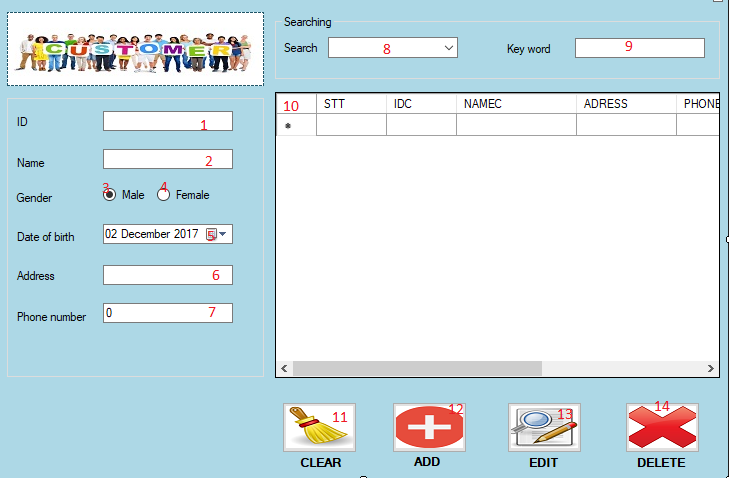 CUSTOMER
Searching
Search 8 Key word 9
10 STT IDC NAMEC ADRESS PHONE
*
ID 1
Name 2
Gender 3 Male 4 Female
Date of birth 02 December 2017 5
Address 6
Phone number 0 7
11 12 13 14
CLEAR ADD EDIT DELETE